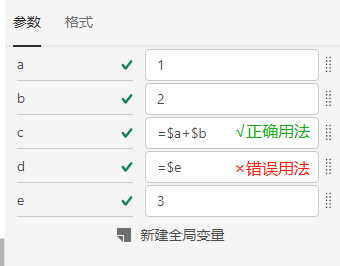 参数 格式
a 1
b 2
c =$a+$b √正确用法
d =$e ×错误用法
e 3
新建全局变量